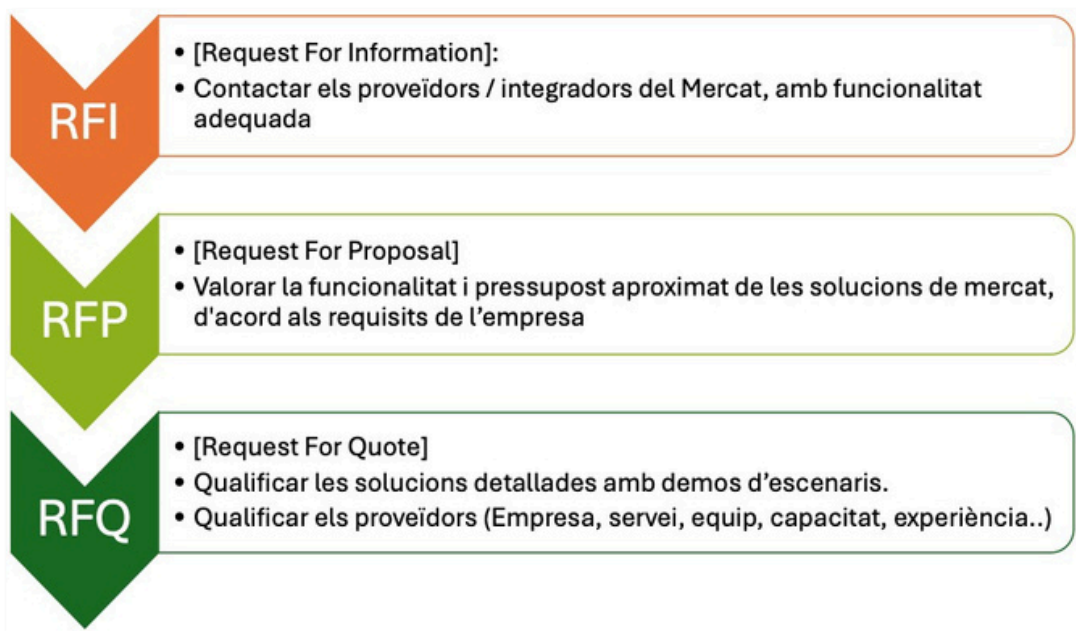 RFI
• [Request For Information]:
• Contactar els proveïdors / integradors del Mercat, amb funcionalitat
adequada
RFP
• [Request For Proposal]
• Valorar la funcionalitat i pressupost aproximat de les solucions de mercat,
d'acord als requisits de l’empresa
RFQ
• [Request For Quote]
• Qualificar les solucions detallades amb demos d’escenaris.
• Qualificar els proveïdors (Empresa, servei, equip, capacitat, experiència..)